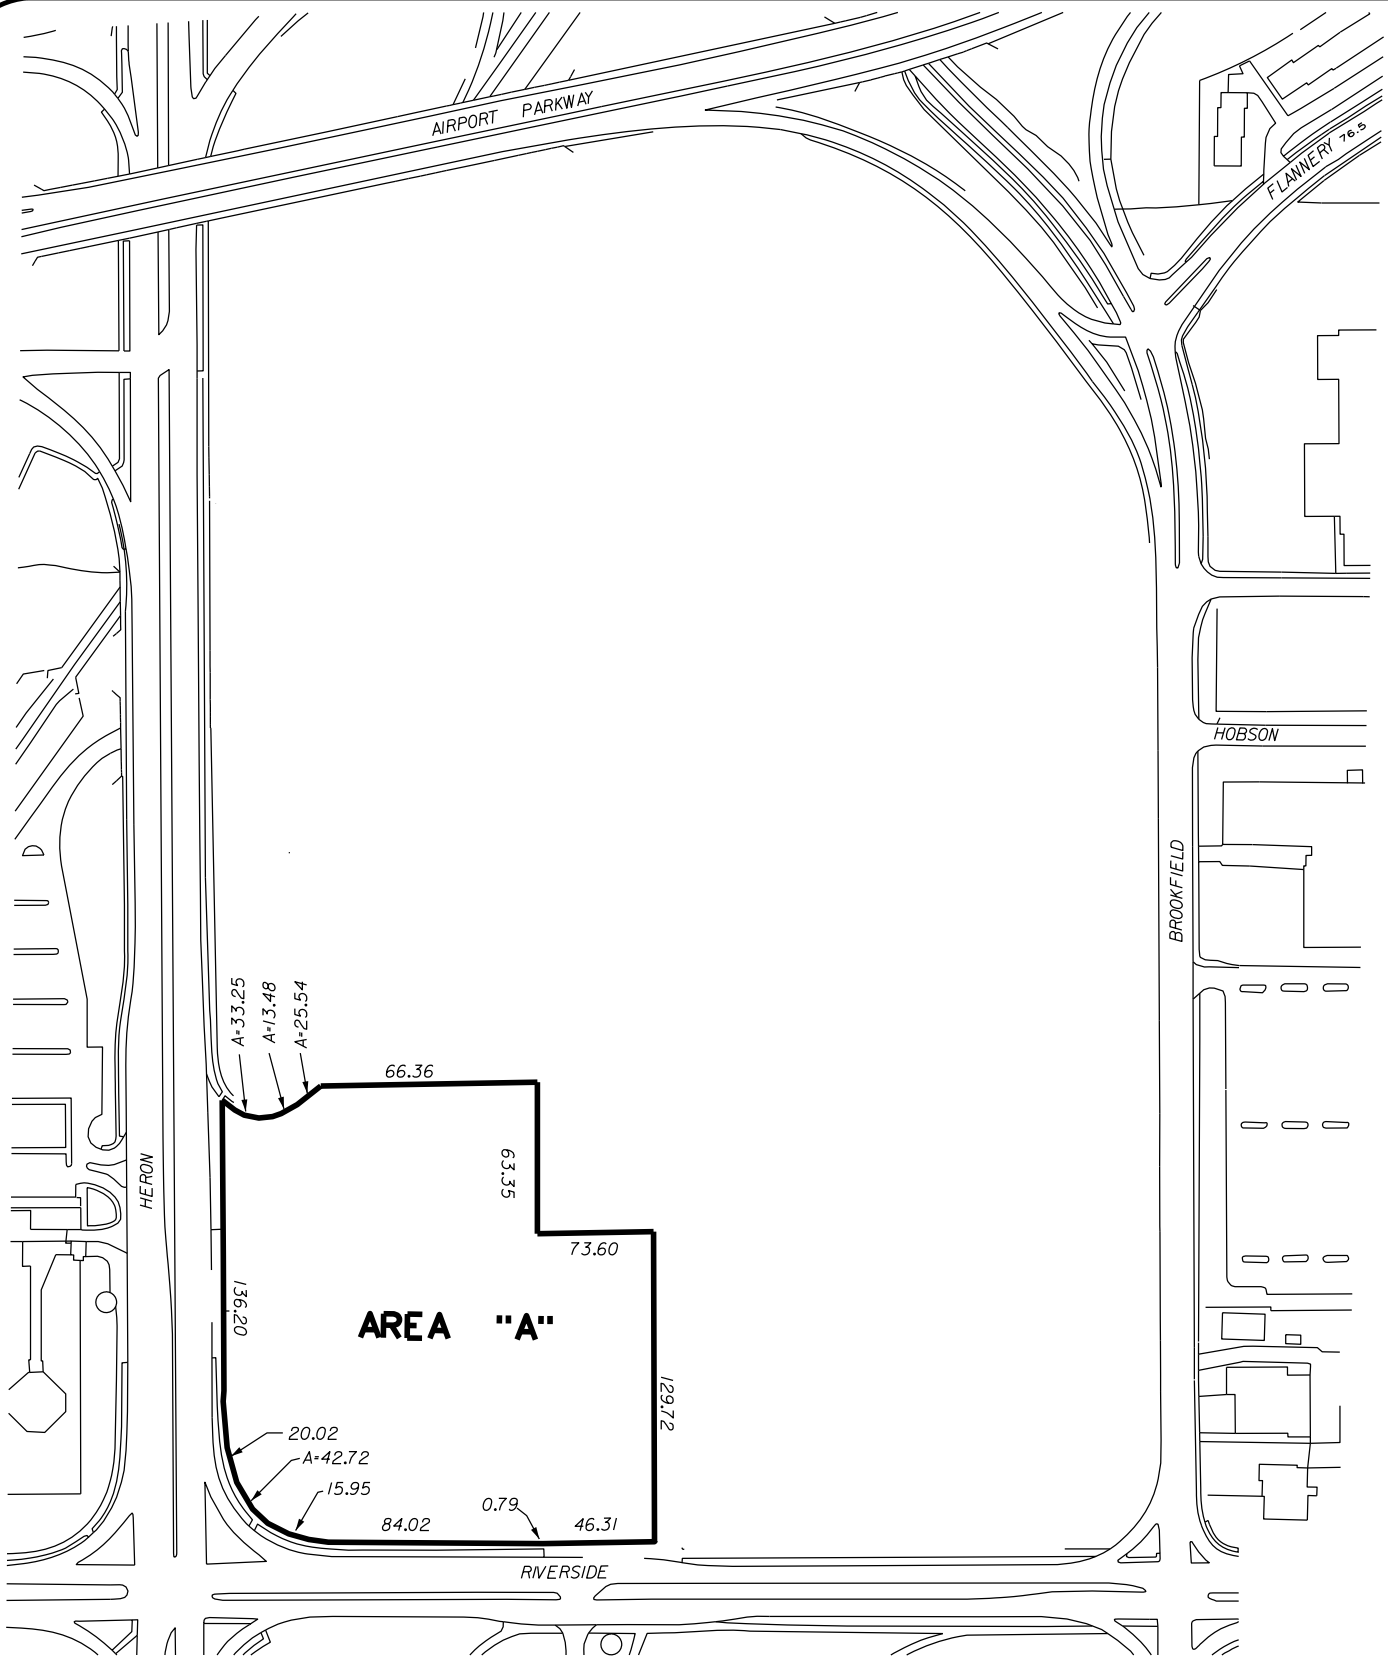 AIRPORT PARKWAY
FLANNERY 76.5
HOBSON
BROOKFIELD
A=33.25
A=13.48
A=25.54
66.36
63.35
HERON
73.60
136.20
AREA "A"
129.72
20.02
A=42.72
15.95
0.79
84.02
46.31
RIVERSIDE